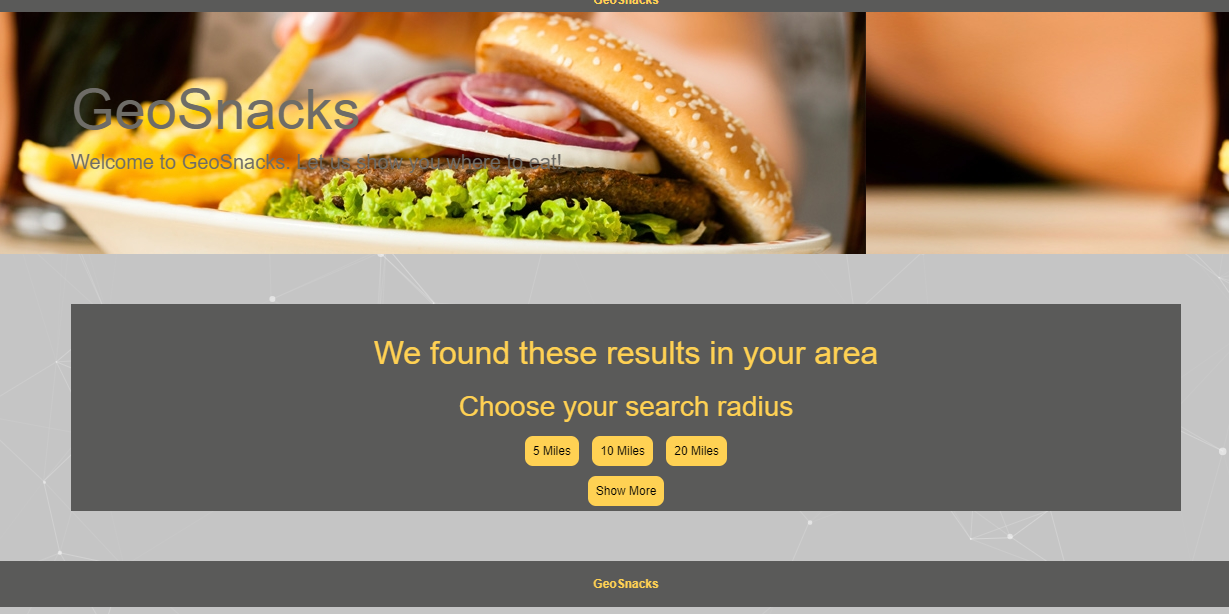 GeoSnacks
GeoSnacks
Welcome to GeoSnacks. Let us show you where to eat!
We found these results in your area
Choose your search radius
5 Miles 10 Miles 20 Miles
Show More
GeoSnacks